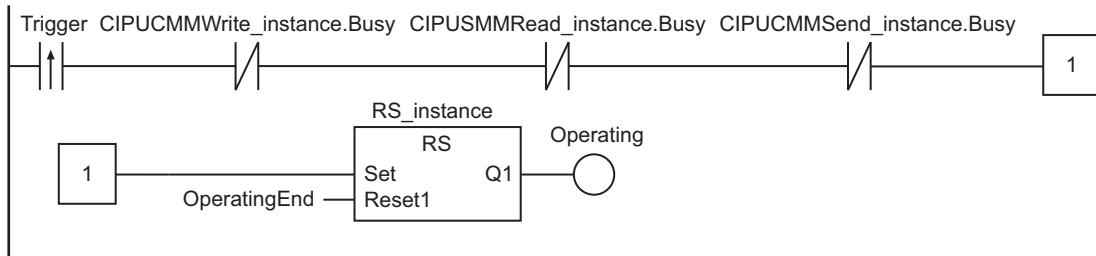 Trigger CIPUCMMWrite_instance.Busy CIPUSMMRead_instance.Busy CIPUCMMSend_instance.Busy
1
RS_instance
RS
Operating
1
Set Q1
OperatingEnd Reset1